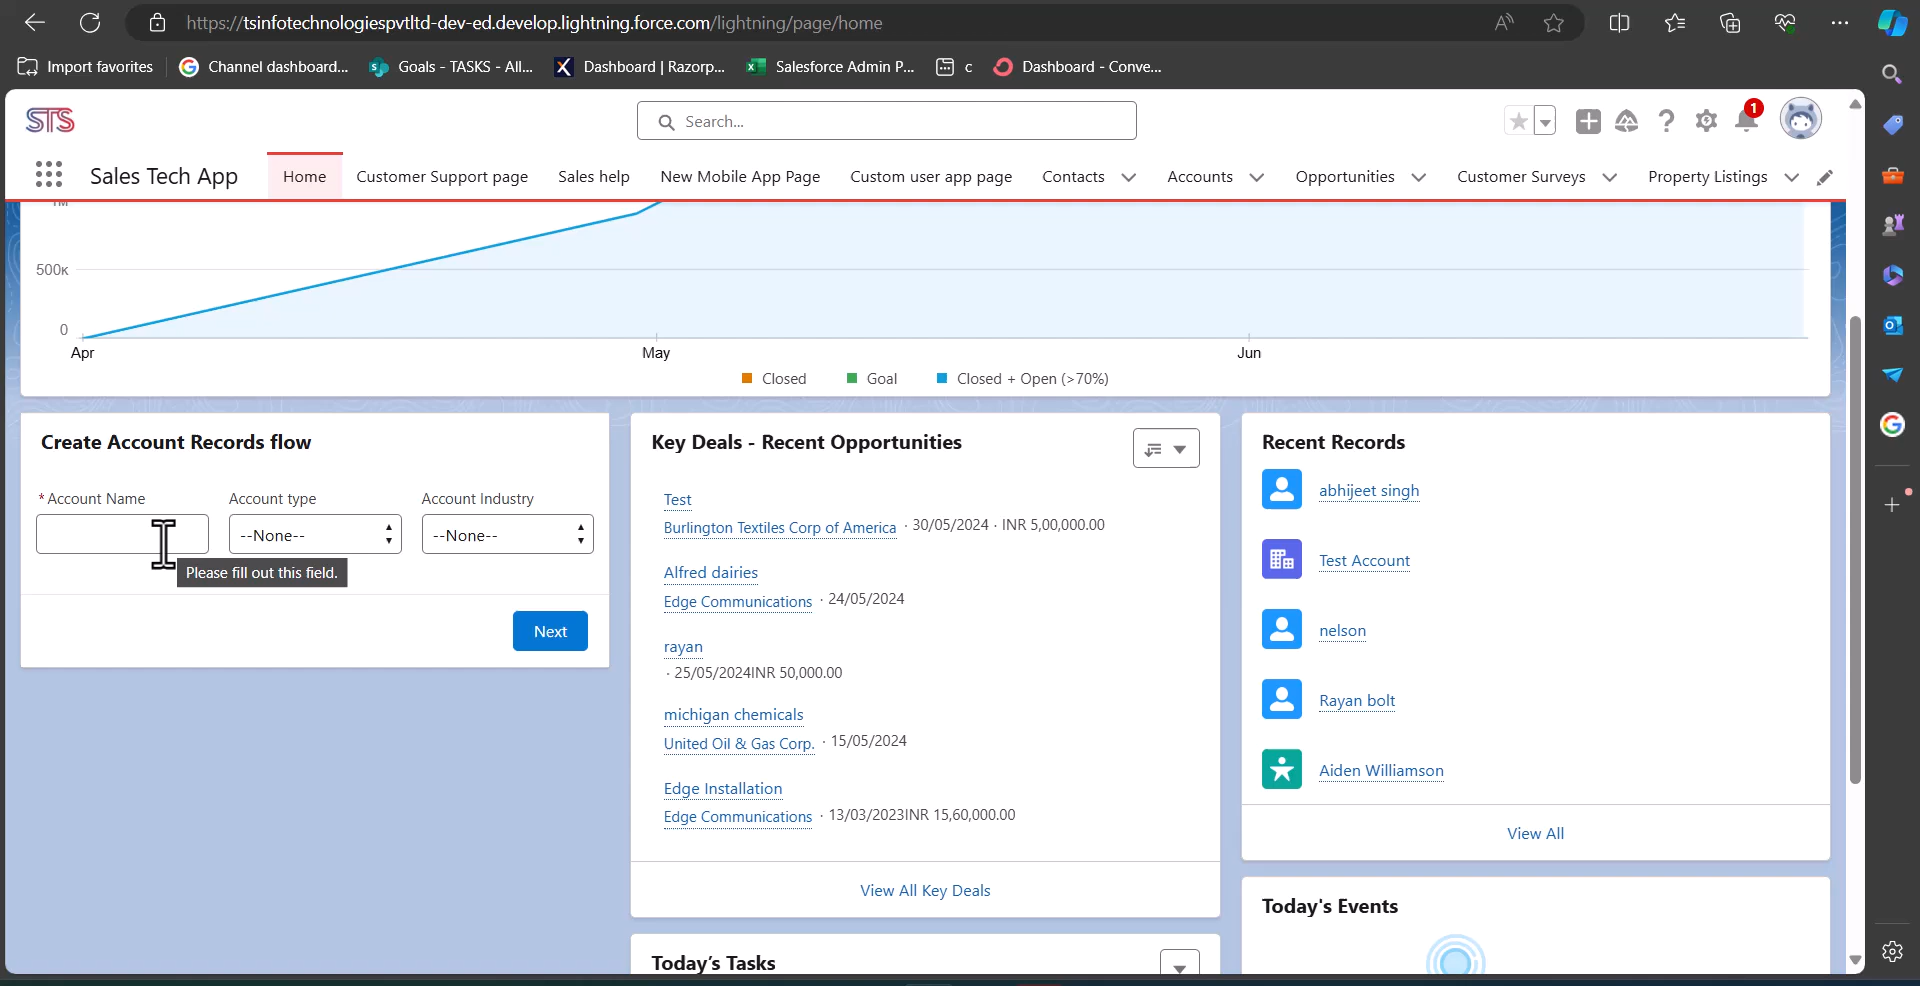 https://tsinfotechnologiespvtltd-dev-ed.develop.lightning.force.com/lightning/page/home
Import favorites
Channel dashboard...
Goals - TASKS - All...
Dashboard | Razorp...
Salesforce Admin P...
c
Dashboard - Conve...
STS
Search...
1
Sales Tech App
Home
Customer Support page
Sales help
New Mobile App Page
Custom user app page
Contacts
Accounts
Opportunities
Customer Surveys
Property Listings
1M
500K
0
Apr
May
Jun
Closed
Goal
Closed + Open (>70%)
Create Account Records flow
*Account Name
Account type
Account Industry
--None--
--None--
Please fill out this field.
Next
Key Deals - Recent Opportunities
Test
Burlington Textiles Corp of America · 30/05/2024 · INR 5,00,000.00
Alfred dairies
Edge Communications · 24/05/2024
rayan
· 25/05/2024INR 50,000.00
michigan chemicals
United Oil & Gas Corp. · 15/05/2024
Edge Installation
Edge Communications · 13/03/2023INR 15,60,000.00
View All Key Deals
Today's Tasks
Recent Records
abhijeet singh
Test Account
nelson
Rayan bolt
Aiden Williamson
View All
Today's Events